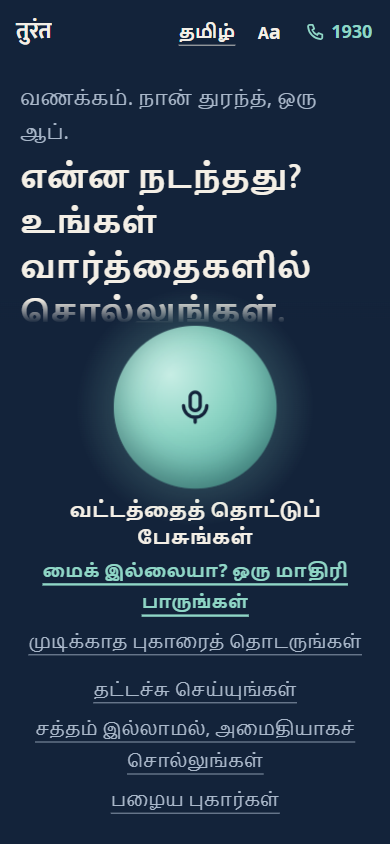 तुरंत
தமிழ்
Aa
1930
வணக்கம். நான் துரந்த், ஒரு
ஆப்.
என்ன நடந்தது?
உங்கள்
வார்த்தைகளில்
சொல்லுங்கள்.
வட்டத்தைத் தொட்டுப்
பேசுங்கள்
மைக் இல்லையா? ஒரு மாதிரி
பாருங்கள்
முடிக்காத புகாரைத் தொடருங்கள்
தட்டச்சு செய்யுங்கள்
சத்தம் இல்லாமல், அமைதியாகச்
சொல்லுங்கள்
பழைய புகார்கள்